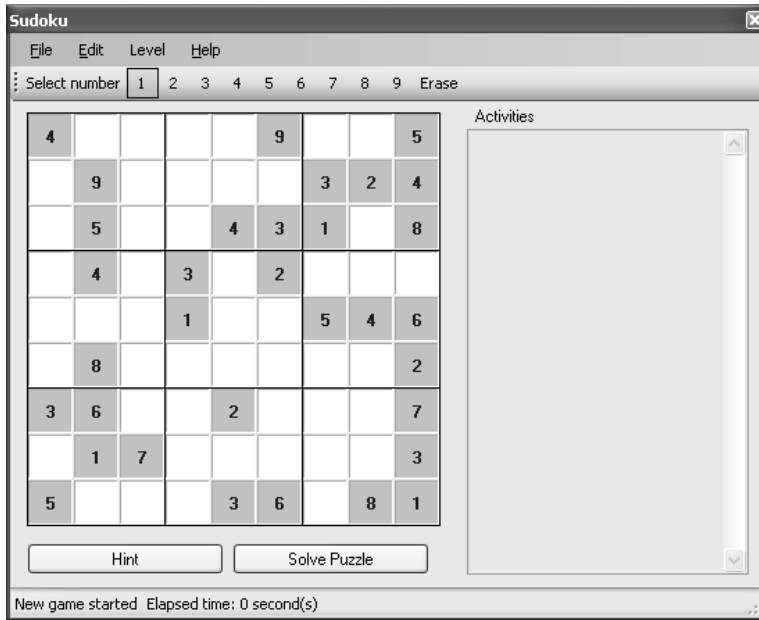 Sudoku
File Edit Level Help
Select number 1 2 3 4 5 6 7 8 9 Erase
Activities
4 9 5
9 3 2 4
5 4 3 1 8
4 3 2
1 5 4 6
8 2
3 6 2 7
1 7 3
5 3 6 8 1
Hint Solve Puzzle
New game started Elapsed time: 0 second(s)